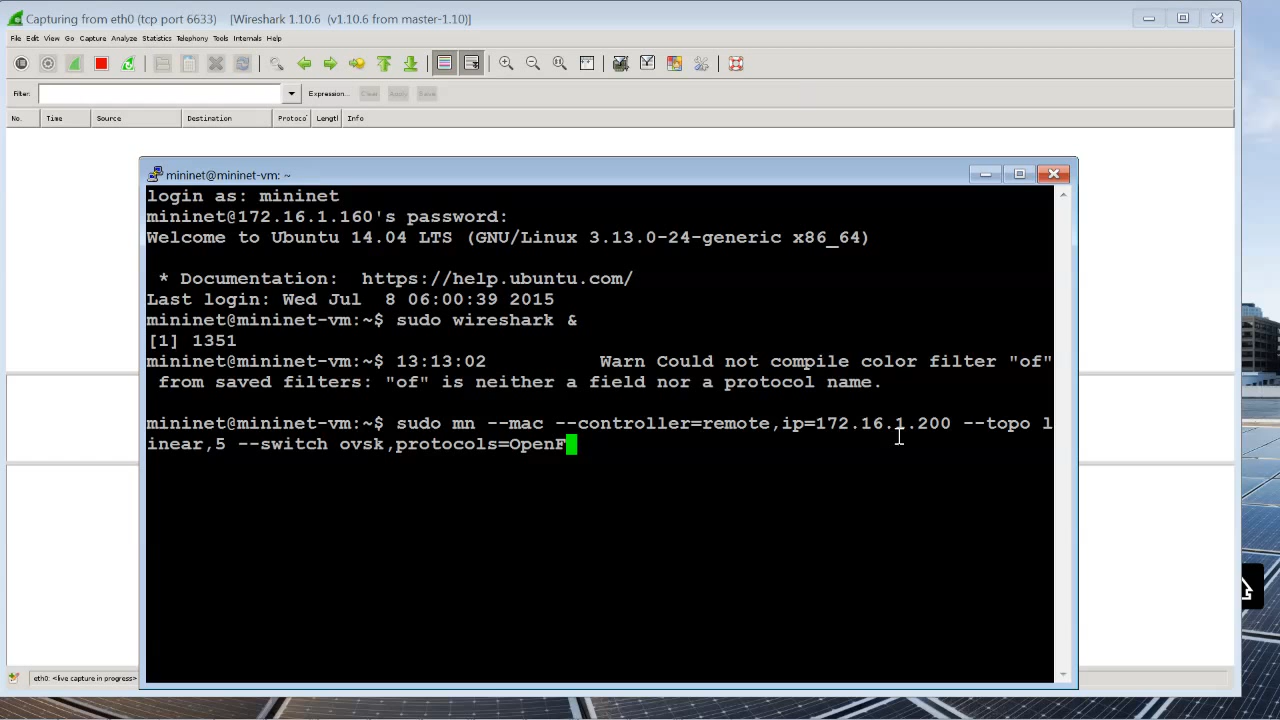 Capturing from eth0 (tcp port 6633)    [Wireshark 1.10.6  (v1.10.6 from master-1.10)]
File Edit View Go Capture Analyze Statistics Telephony Tools Internals Help
Filter: Expression... Clear Apply Save
No. Time Source Destination Protoco Lengtl Info
mininet@mininet-vm: ~
login as: mininet
mininet@172.16.1.160's password:
Welcome to Ubuntu 14.04 LTS (GNU/Linux 3.13.0-24-generic x86_64)
 * Documentation:  https://help.ubuntu.com/
Last login: Wed Jul  8 06:00:39 2015
mininet@mininet-vm:~$ sudo wireshark &
[1] 1351
mininet@mininet-vm:~$ 13:13:02          Warn Could not compile color filter "of"
 from saved filters: "of" is neither a field nor a protocol name.
mininet@mininet-vm:~$ sudo mn --mac --controller=remote,ip=172.16.1.200 --topo l
inear,5 --switch ovsk,protocols=OpenF
eth0: <live capture in progress>